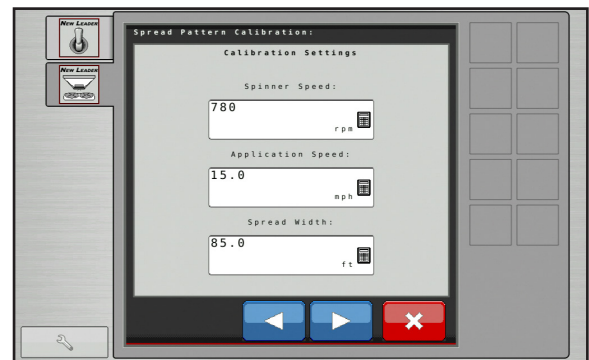 NEW LEADER
NEW LEADER
Spread Pattern Calibration:
Calibration Settings
Spinner Speed:
780
rpm
Application Speed:
15.0
mph
Spread Width:
85.0
ft